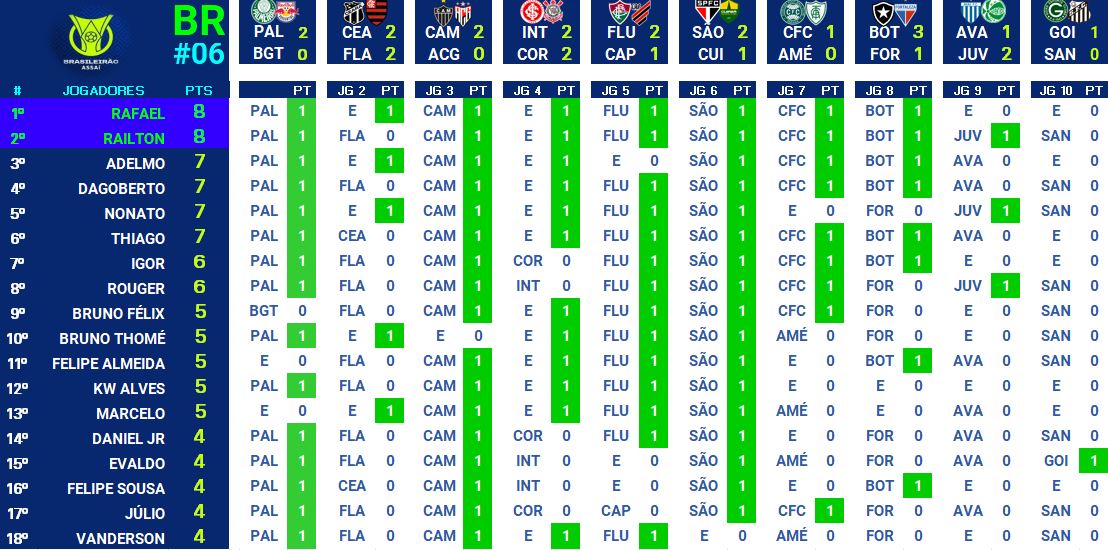 BR
#06
BRASILEIRÃO
ASSAÍ
PAL 2 CEA 2 CAM 2 INT 2 FLU 2 SÃO 2 CFC 1 BOT 3 AVA 1 GOI 1
BGT 0 FLA 2 ACG 0 COR 2 CAP 1 CUI 1 AMÉ 0 FOR 1 JUV 2 SAN 0
# JOGADORES PTS PT JG 2 PT JG 3 PT JG 4 PT JG 5 PT JG 6 PT JG 7 PT JG 8 PT JG 9 PT JG 10 PT
1º RAFAEL 8 PAL 1 E 1 CAM 1 E 1 FLU 1 SÃO 1 CFC 1 BOT 1 E 0 E 0
2º RAILTON 8 PAL 1 FLA 0 CAM 1 E 1 FLU 1 SÃO 1 CFC 1 BOT 1 JUV 1 SAN 0
3º ADELMO 7 PAL 1 E 1 CAM 1 E 1 E 0 SÃO 1 CFC 1 BOT 1 AVA 0 E 0
4º DAGOBERTO 7 PAL 1 FLA 0 CAM 1 E 1 FLU 1 SÃO 1 CFC 1 BOT 1 AVA 0 SAN 0
5º NONATO 7 PAL 1 E 1 CAM 1 E 1 FLU 1 SÃO 1 E 0 FOR 0 JUV 1 SAN 0
6º THIAGO 7 PAL 1 CEA 0 CAM 1 E 1 FLU 1 SÃO 1 CFC 1 BOT 1 AVA 0 E 0
7º IGOR 6 PAL 1 FLA 0 CAM 1 COR 0 FLU 1 SÃO 1 CFC 1 BOT 1 E 0 E 0
8º ROUGER 6 PAL 1 FLA 0 CAM 1 INT 0 FLU 1 SÃO 1 CFC 1 FOR 0 JUV 1 SAN 0
9º BRUNO FÉLIX 5 BGT 0 FLA 0 CAM 1 E 1 FLU 1 SÃO 1 CFC 1 FOR 0 E 0 SAN 0
10º BRUNO THOMÉ 5 PAL 1 E 1 E 0 E 1 FLU 1 SÃO 1 AMÉ 0 FOR 0 E 0 SAN 0
11º FELIPE ALMEIDA 5 E 0 FLA 0 CAM 1 E 1 FLU 1 SÃO 1 E 0 BOT 1 AVA 0 SAN 0
12º KW ALVES 5 PAL 1 FLA 0 CAM 1 E 1 FLU 1 SÃO 1 E 0 E 0 E 0 E 0
13º MARCELO 5 E 0 E 1 CAM 1 E 1 FLU 1 SÃO 1 AMÉ 0 E 0 AVA 0 E 0
14º DANIEL JR 4 PAL 1 FLA 0 CAM 1 COR 0 FLU 1 SÃO 1 E 0 FOR 0 AVA 0 SAN 0
15º EVALDO 4 PAL 1 FLA 0 CAM 1 INT 0 E 0 SÃO 1 AMÉ 0 FOR 0 AVA 0 GOI 1
16º FELIPE SOUSA 4 PAL 1 CEA 0 CAM 1 INT 0 E 0 SÃO 1 E 0 BOT 1 E 0 E 0
17º JÚLIO 4 PAL 1 FLA 0 CAM 1 COR 0 CAP 0 SÃO 1 CFC 1 FOR 0 AVA 0 SAN 0
18º VANDERSON 4 PAL 1 FLA 0 CAM 1 E 1 FLU 1 E 0 AMÉ 0 FOR 0 E 0 SAN 0